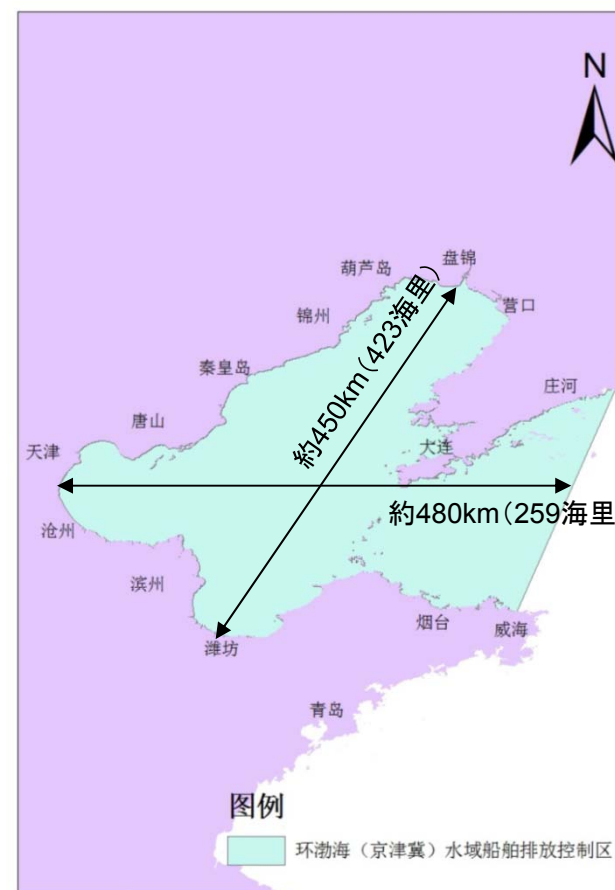 N
盘锦
葫芦岛
营口
锦州
約450km(423海里)
秦皇岛
庄河
唐山
大连
天津
約480km(259海里
沧州
滨州
烟台
威海
潍坊
青岛
图例
环渤海（京津冀）水域船舶排放控制区